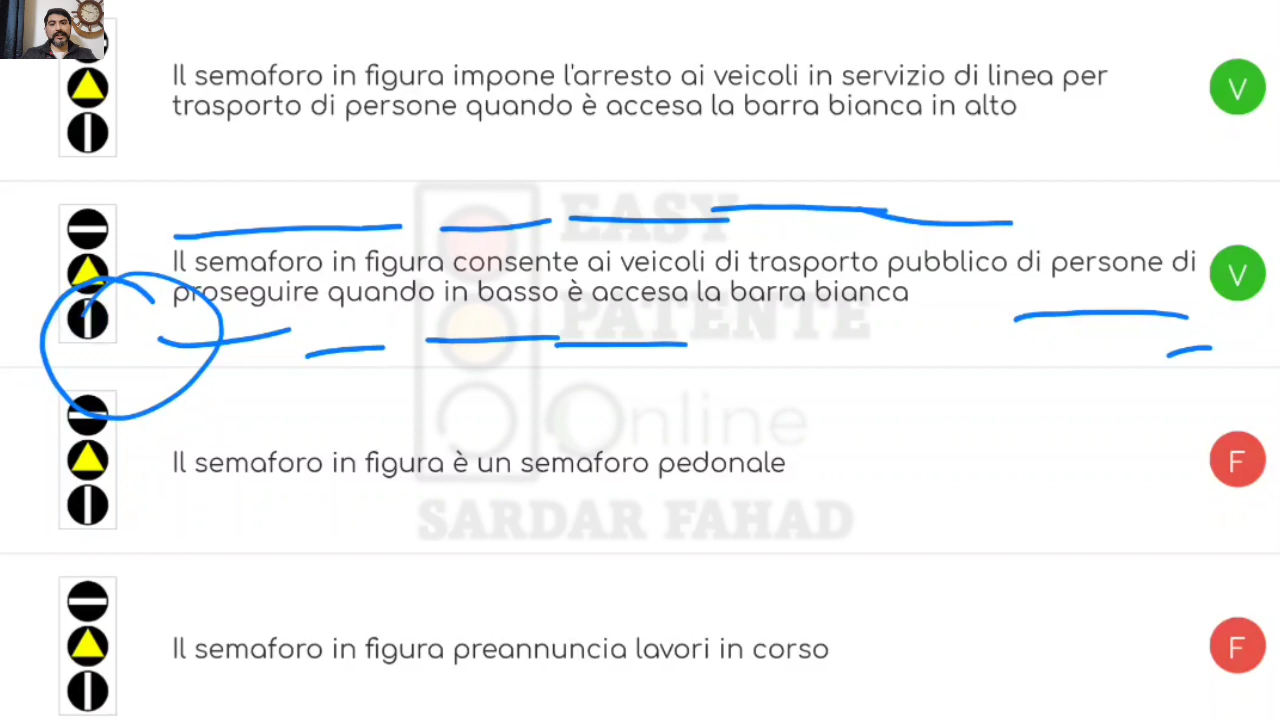 Il semaforo in figura impone l'arresto ai veicoli in servizio di linea per
trasporto di persone quando è accesa la barra bianca in alto
V
EASY
Il semaforo in figura consente ai veicoli di trasporto pubblico di persone di
proseguire quando in basso è accesa la barra bianca
V
PATENTE
Online
Il semaforo in figura è un semaforo pedonale
F
SARDAR FAHAD
Il semaforo in figura preannuncia lavori in corso
F